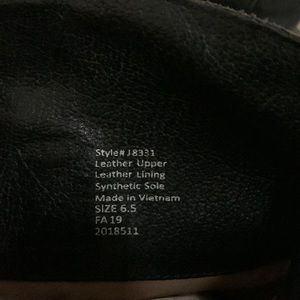 Style# J8331
Leather Upper
Leather Lining
Synthetic Sole
Made in Vietnam
SIZE 6.5
FA 19
2018511